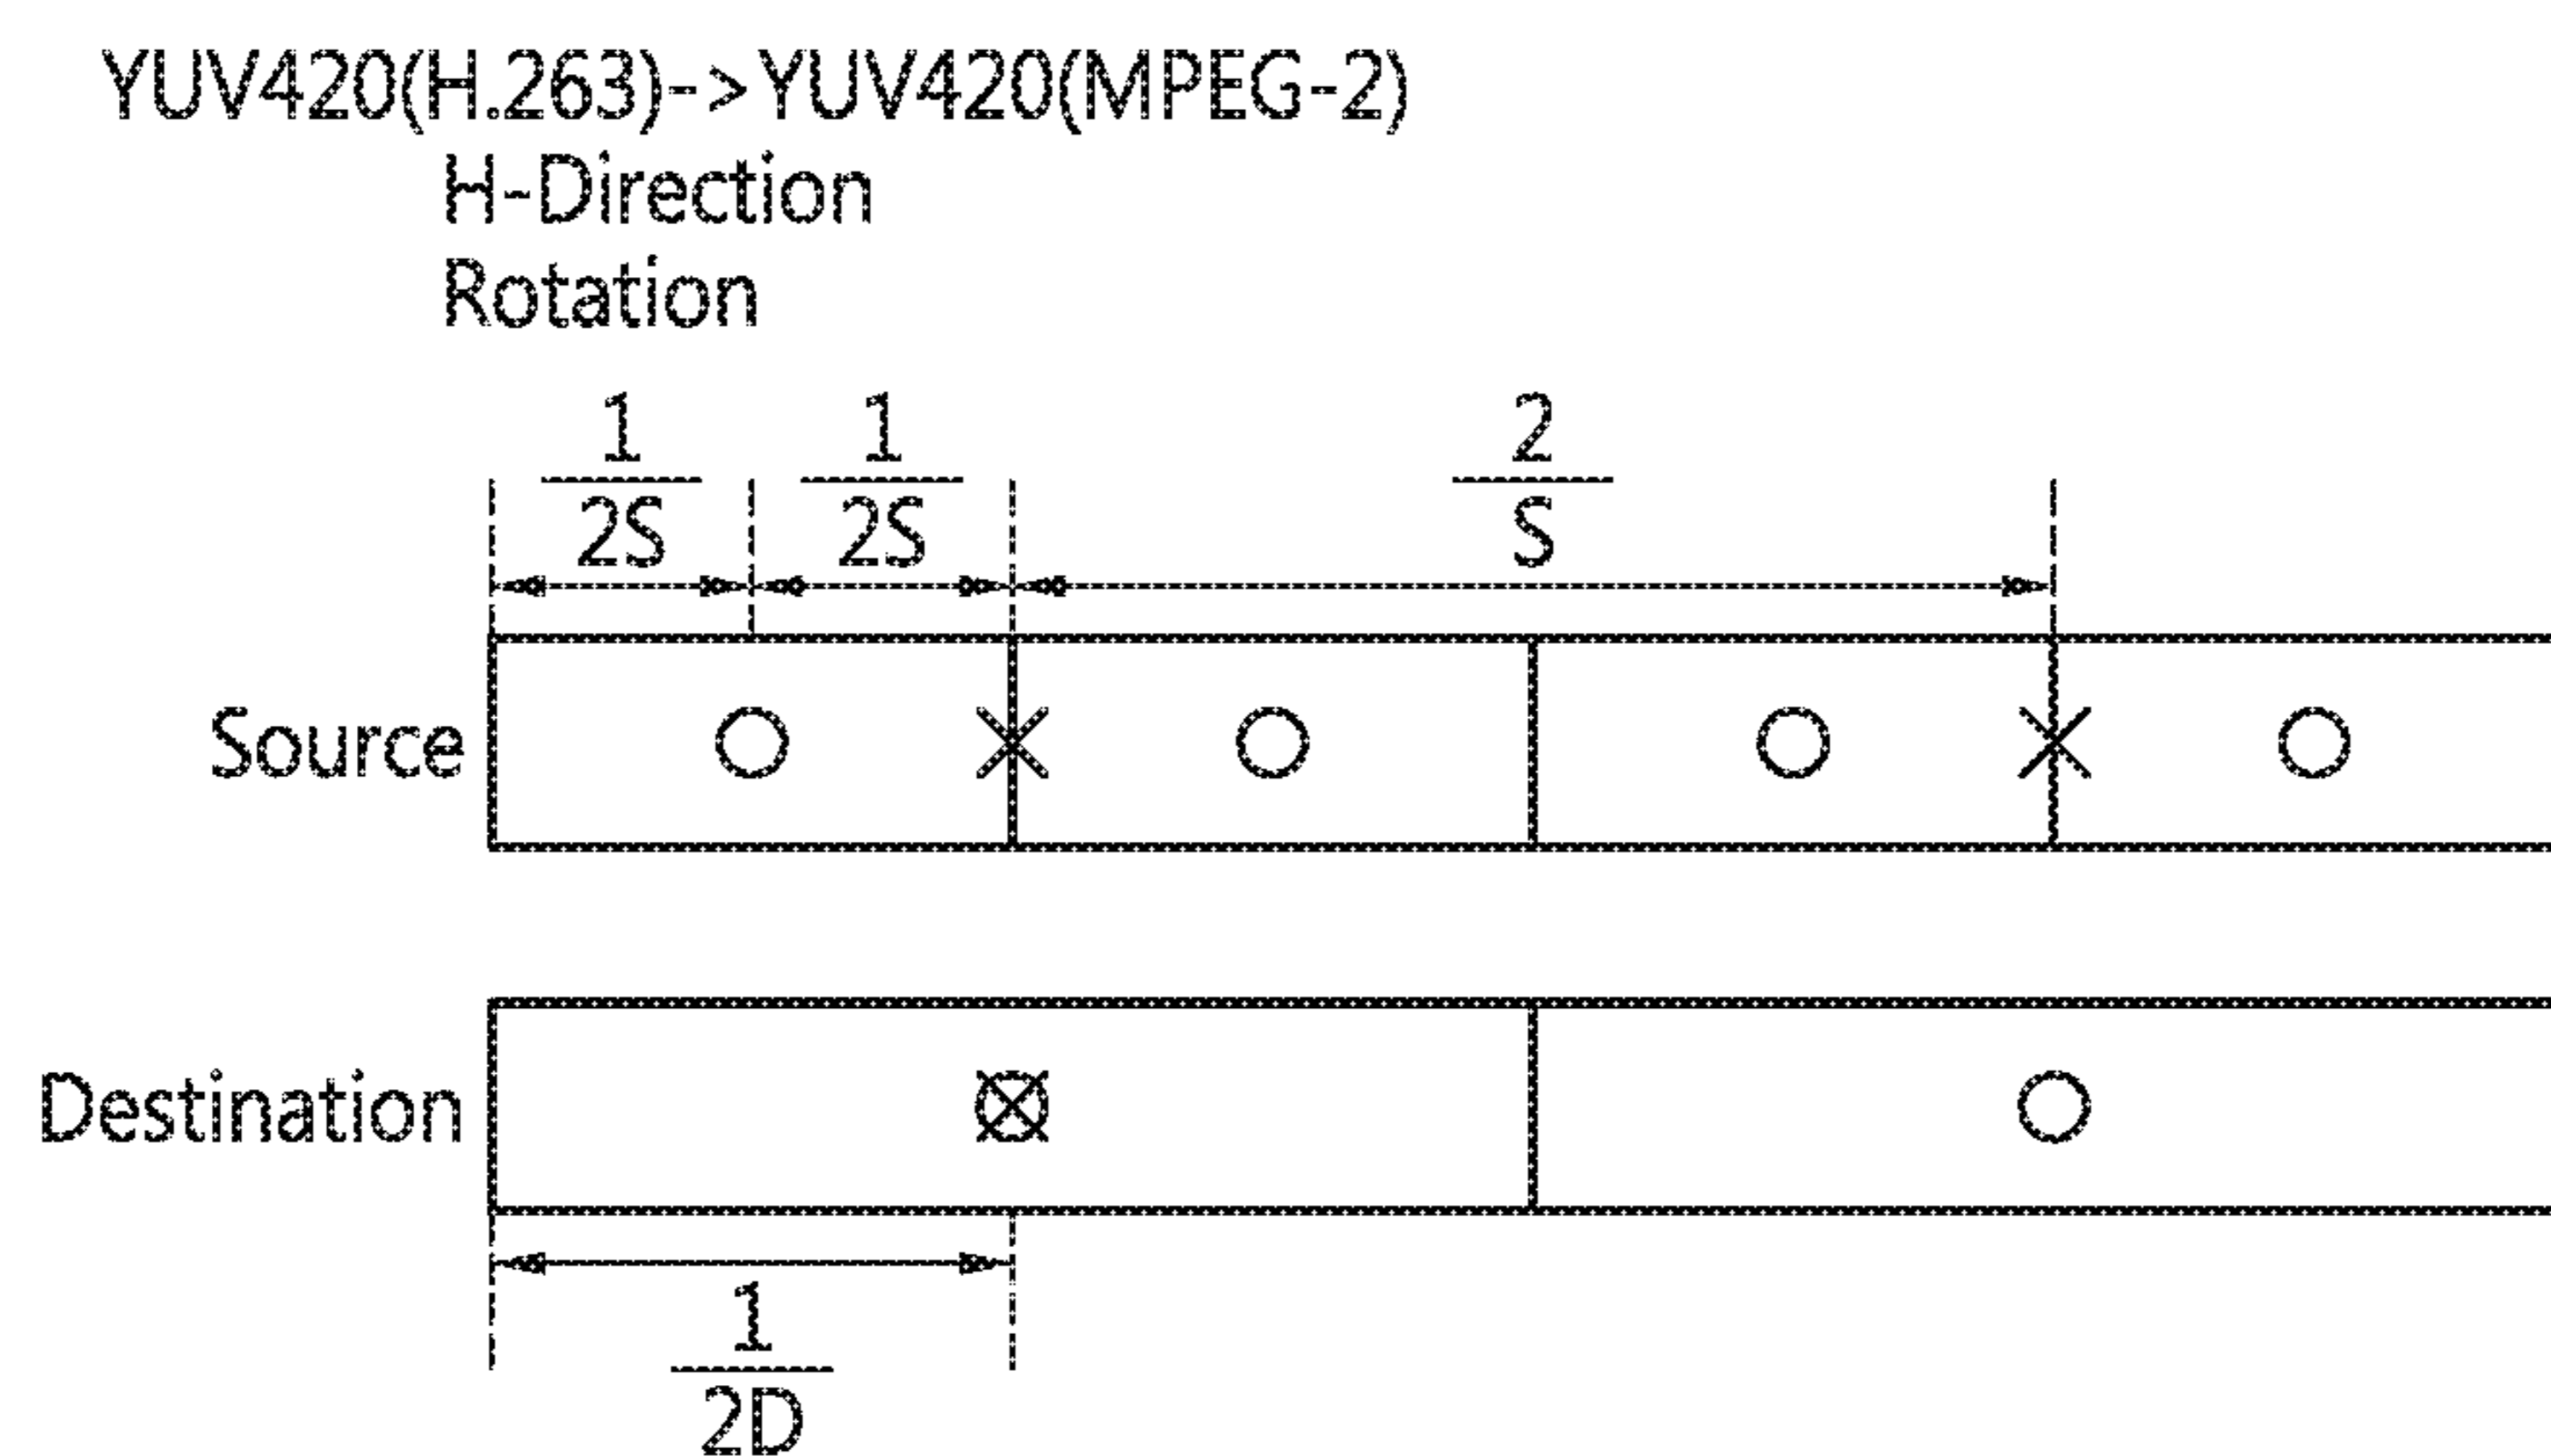 YUV420(H.263)->YUV420(MPEG-2)
H-Direction
Rotation
1 1 2
2S 2S S
Source
Destination
1
2D